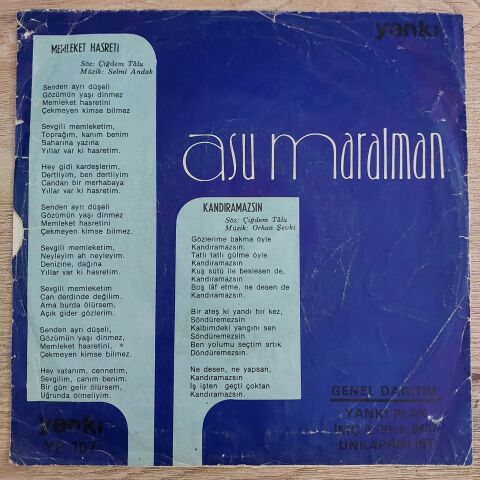 yankı
MEMLEKET HASRETİ
Söz: Çiğdem Tâlu
Müzik: Selmi Andak
Senden ayrı düşeli
Gözümün yaşı dinmez
Memleket hasretini
Çekmeyen kimse bilmez
Sevgili memleketim,
Toprağım, kanım benim
Baharına yazına
Yıllar var ki hasretim.
Hey gidi kardeşlerim,
Dertliyim, ben dertliyim
Candan bir merhabaya
Yıllar var ki hasretim.
Senden ayrı düşeli
Gözümün yaşı dinmez
Memleket hasretini
Çekmeyen kimse bilmez
Sevgili memleketim,
Neyleyim ah neyleyim.
Denizine, dağına
Yıllar var ki hasretim.
Sevgili memleketim
Can derdinde değilim.
Ama burda ölürsem,
Açık gider gözlerim.
Senden ayrı düşeli,
Gözümün yaşı dinmez,
Memleket hasretini,
Çekmeyen kimse bilmez.
Hey vatanım, cennetim,
Sevgilim, canım benim.
Bir gün gelir ölürsem,
Uğrunda ölmeliyim.
yankı
YP 107
asu maralman
KANDIRAMAZSIN
Söz: Çiğdem Tâlu
Müzik: Orhan Şevki
Gözlerime bakma öyle
Kandıramazsın.
Tatlı tatlı gülme öyle
Kandıramazsın
Kuş sütü ile beslesen de,
Kandıramazsın
Boş lâf etme, ne desen de
Kandıramazsın
Bir ateş ki yandı bir kez,
Söndüremezsin
Kalbimdeki yangını sen
Söndüremezsin
Ben yolumu seçtim artık
Döndüremezsin.
Ne desen, ne yapsan,
Kandıramazsın
İş işten geçti çoktan
Kandıramazsın.
GENEL DAĞITIM
YANKI PLAK
İMÇ 6 Blok
UNKAPANI İST